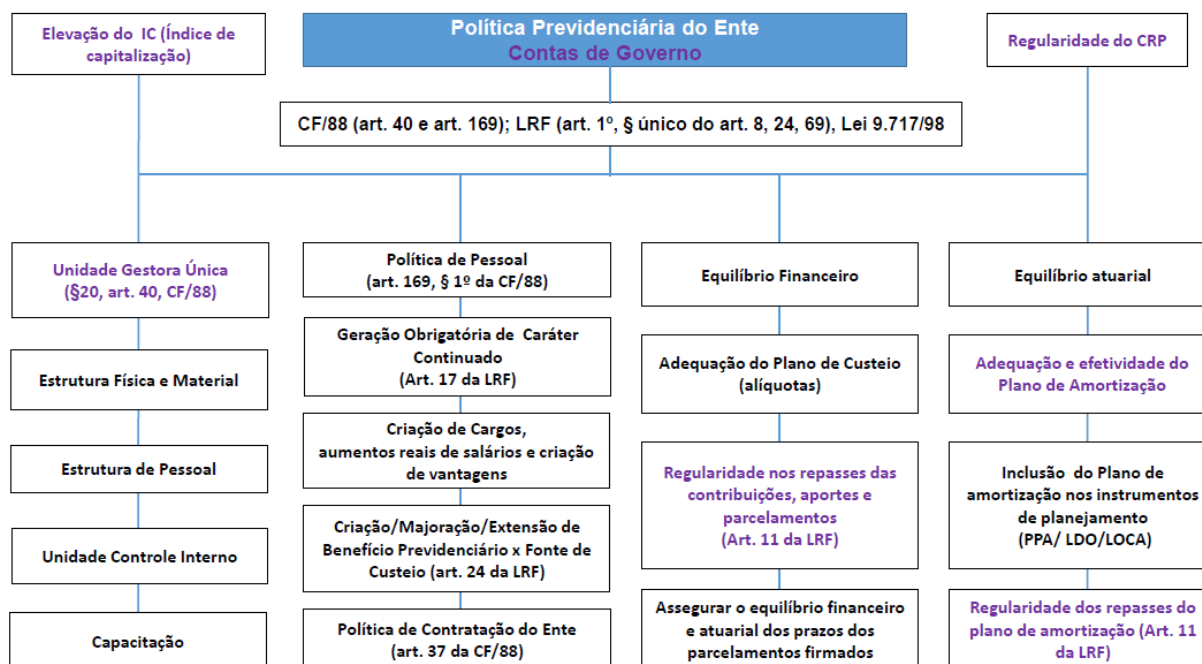 Elevação do IC (Índice de
capitalização)
Política Previdenciária do Ente
Contas de Governo
Regularidade do CRP
CF/88 (art. 40 e art. 169); LRF (art. 1º, § único do art. 8, 24, 69), Lei 9.717/98
Unidade Gestora Única
(§20, art. 40, CF/88)
Estrutura Física e Material
Estrutura de Pessoal
Unidade Controle Interno
Capacitação
Política de Pessoal
(art. 169, § 1º da CF/88)
Geração Obrigatória de Caráter
Continuado
(Art. 17 da LRF)
Criação de Cargos,
aumentos reais de salários e criação
de vantagens
Criação/Majoração/Extensão de
Benefício Previdenciário x Fonte de
Custeio (art. 24 da LRF)
Política de Contratação do Ente
(art. 37 da CF/88)
Equilíbrio Financeiro
Adequação do Plano de Custeio
(alíquotas)
Regularidade nos repasses das
contribuições, aportes e
parcelamentos
(Art. 11 da LRF)
Assegurar o equilíbrio financeiro
e atuarial dos prazos dos
parcelamentos firmados
Equilíbrio atuarial
Adequação e efetividade do
Plano de Amortização
Inclusão do Plano de
amortização nos instrumentos
de planejamento
(PPA/ LDO/LOCA)
Regularidade dos repasses do
plano de amortização (Art. 11
da LRF)